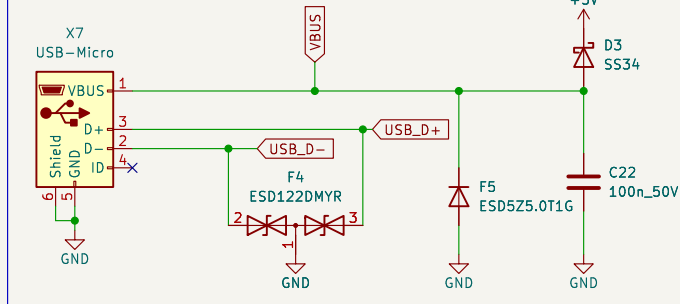 +5V
X7
USB-Micro
VBUS
D3
SS34
VBUS
1
D+
3
USB_D+
D-
2
USB_D-
ID
4
Shield
GND
6
5
F4
ESD122DMYR
2
3
1
F5
ESD5Z5.0T1G
C22
100n_50V
GND
GND
GND
GND